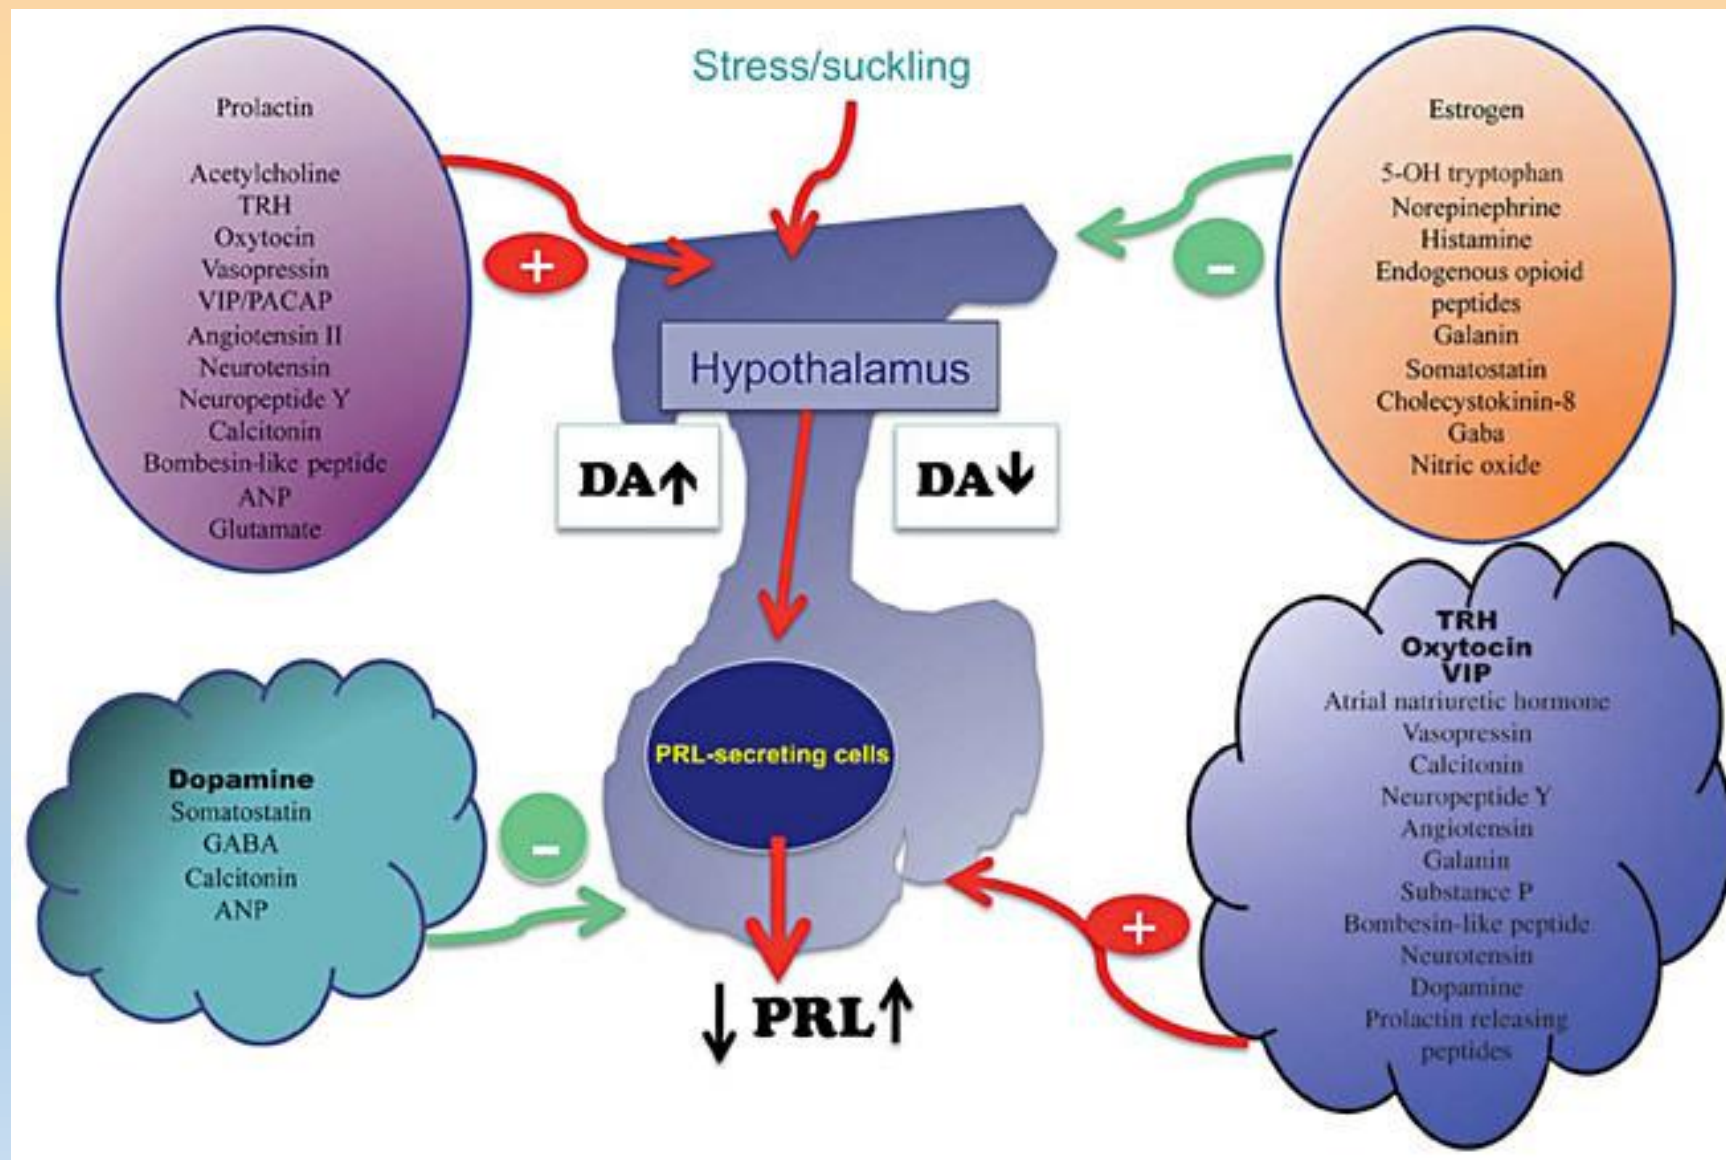 Stress/suckling
Prolactin
Acetylcholine
TRH
Oxytocin
Vasopressin
VIP/PACAP
Angiotensin II
Neurotensin
Neuropeptide Y
Calcitonin
Bombesin-like peptide
ANP
Glutamate
+
Estrogen
5-OH tryptophan
Norepinephrine
Histamine
Endogenous opioid
peptides
Galanin
Somatostatin
Cholecystokinin-8
Gaba
Nitric oxide
-
Hypothalamus
DA↑
DA↓
PRL-secreting cells
Dopamine
Somatostatin
GABA
Calcitonin
ANP
-
TRH
Oxytocin
VIP
Atrial natriuretic hormone
Vasopressin
Calcitonin
Neuropeptide Y
Angiotensin
Galanin
Substance P
Bombesin-like peptide
Neurotensin
Dopamine
Prolactin releasing
peptides
+
↓ PRL↑